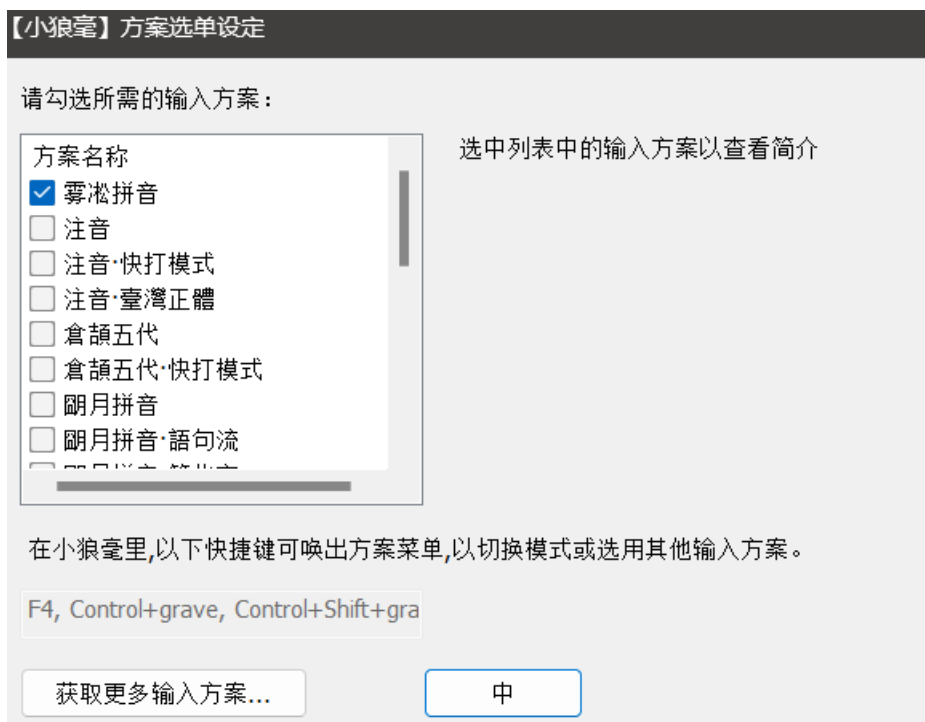 【小狼毫】方案选单设定
请勾选所需的输入方案：
方案名称
雾凇拼音
注音
注音·快打模式
注音·臺灣正體
倉頡五代
倉頡五代·快打模式
朙月拼音
朙月拼音·語句流
选中列表中的输入方案以查看简介
在小狼毫里,以下快捷键可唤出方案菜单,以切换模式或选用其他输入方案。
F4, Control+grave, Control+Shift+gra
获取更多输入方案...
中